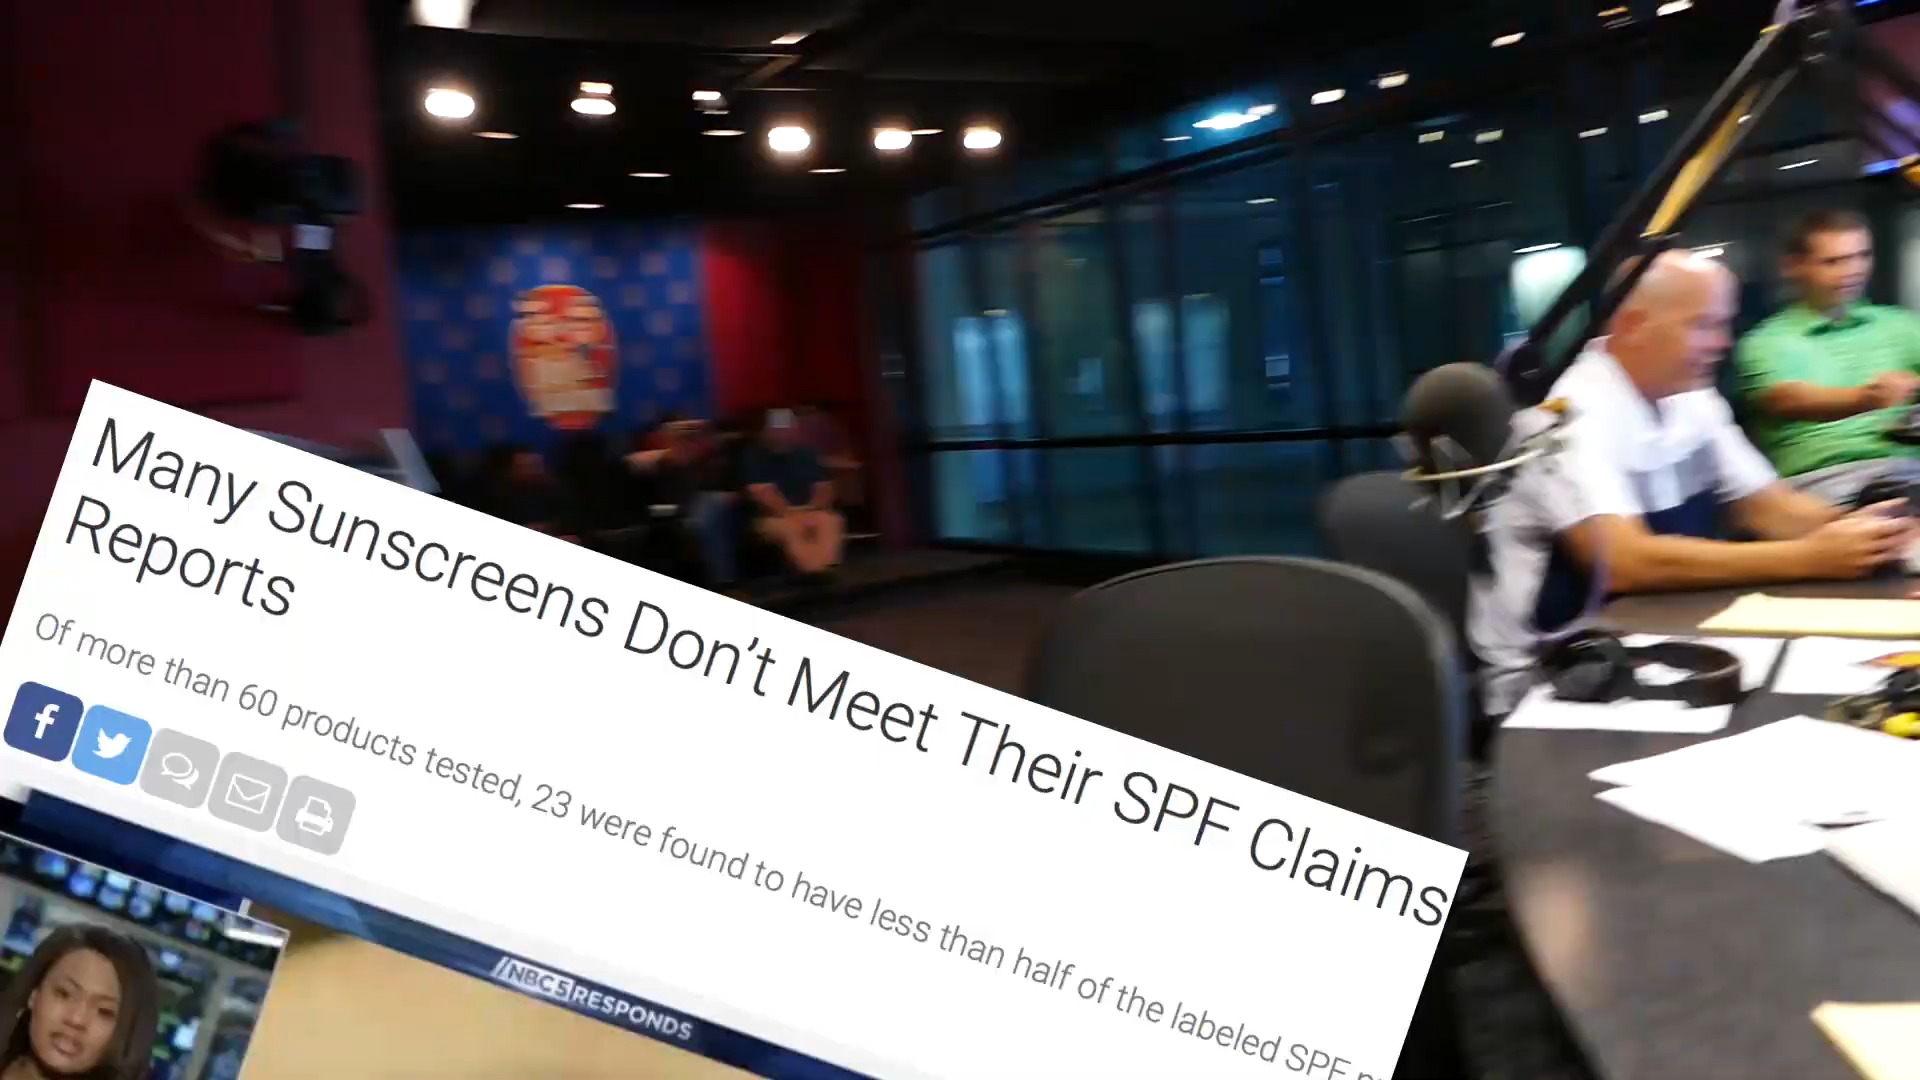 Many Sunscreens Don't Meet Their SPF Claims
Reports
Of more than 60 products tested, 23 were found to have less than half of the labeled SPF
NBC5 RESPONDS